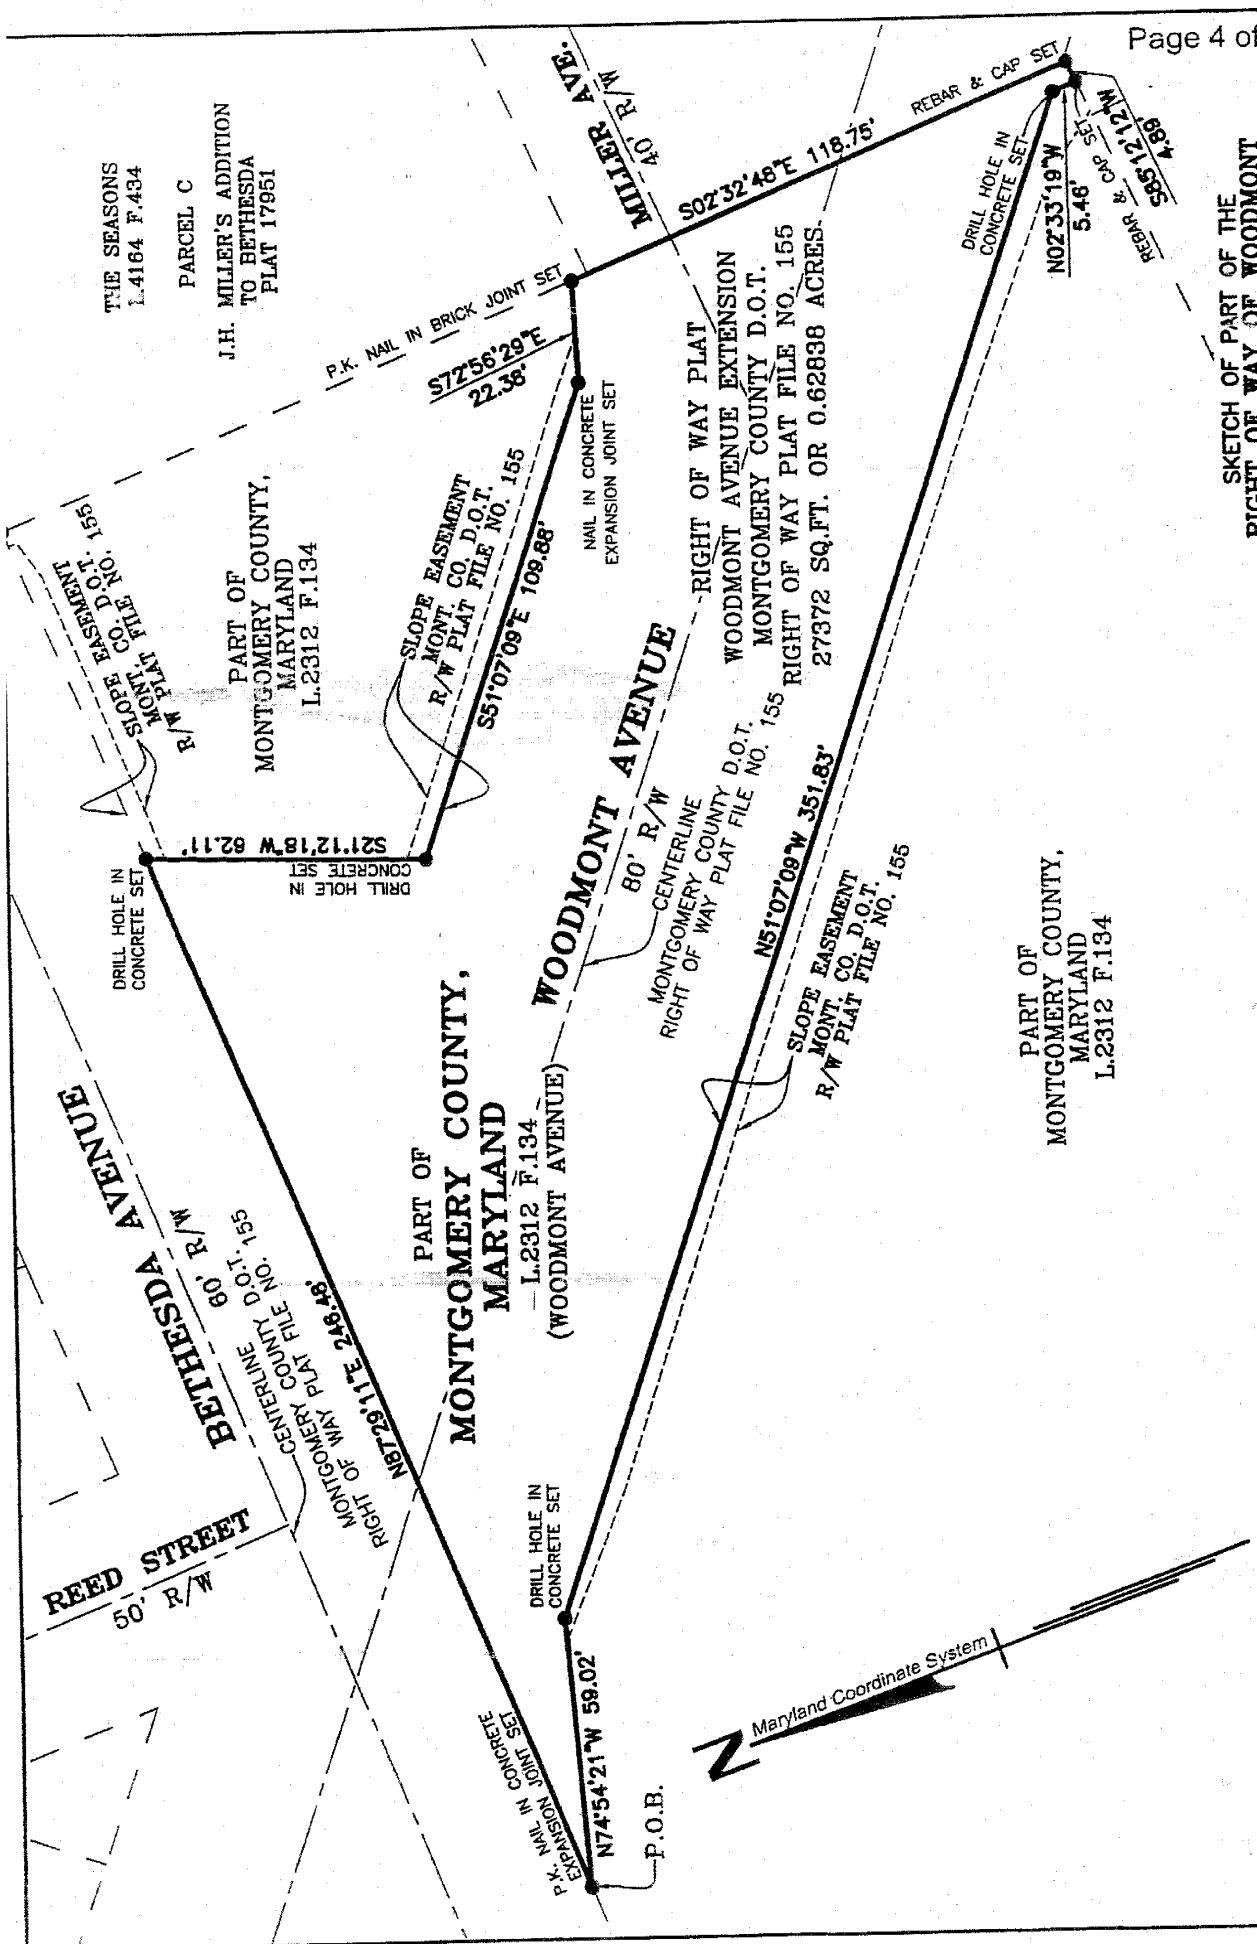 Page 4 of
THE SEASONS
L.4164 F.434
PARCEL C
J.H. MILLER'S ADDITION
TO BETHESDA
PLAT 17951
MILLER AVE.
40' R/W
REBAR & CAP SET
S02°32'48"E 118.75'
P.K. NAIL IN BRICK JOINT SET
S72°56'29"E
22.38'
NAIL IN CONCRETE
EXPANSION JOINT SET
DRILL HOLE IN
CONCRETE SET
N02°33'19"W
5.46'
REBAR & CAP SET
S85°12'12"W
4.89'
SKETCH OF PART OF THE
RIGHT OF WAY OF WOODMONT
SLOPE EASEMENT
MONT. CO. D.O.T.
R/W PLAT FILE NO. 155
PART OF
MONTGOMERY COUNTY,
MARYLAND
L.2312 F.134
SLOPE EASEMENT
MONT. CO. D.O.T.
R/W PLAT FILE NO. 155
S51°07'09"E 109.88'
RIGHT OF WAY PLAT
WOODMONT AVENUE EXTENSION
MONTGOMERY COUNTY D.O.T.
RIGHT OF WAY PLAT FILE NO. 155
27372 SQ.FT. OR 0.62838 ACRES
DRILL HOLE IN
CONCRETE SET
S21°12'18"W 62.11'
DRILL HOLE IN
CONCRETE SET
WOODMONT AVENUE
80' R/W
CENTERLINE
MONTGOMERY COUNTY D.O.T.
RIGHT OF WAY PLAT FILE NO. 155
N51°07'09"W 351.83'
SLOPE EASEMENT
MONT. CO. D.O.T.
R/W PLAT FILE NO. 155
PART OF
MONTGOMERY COUNTY,
MARYLAND
L.2312 F.134
BETHESDA AVENUE
60' R/W
CENTERLINE
MONTGOMERY COUNTY D.O.T.
RIGHT OF WAY PLAT FILE NO. 155
N87°29'11"E 246.48'
PART OF
MONTGOMERY COUNTY,
MARYLAND
L.2312 F.134
(WOODMONT AVENUE)
REED STREET
50' R/W
DRILL HOLE IN
CONCRETE SET
P.K. NAIL IN CONCRETE
EXPANSION JOINT SET
N74°54'21"W 59.02'
P.O.B.
N
Maryland Coordinate System